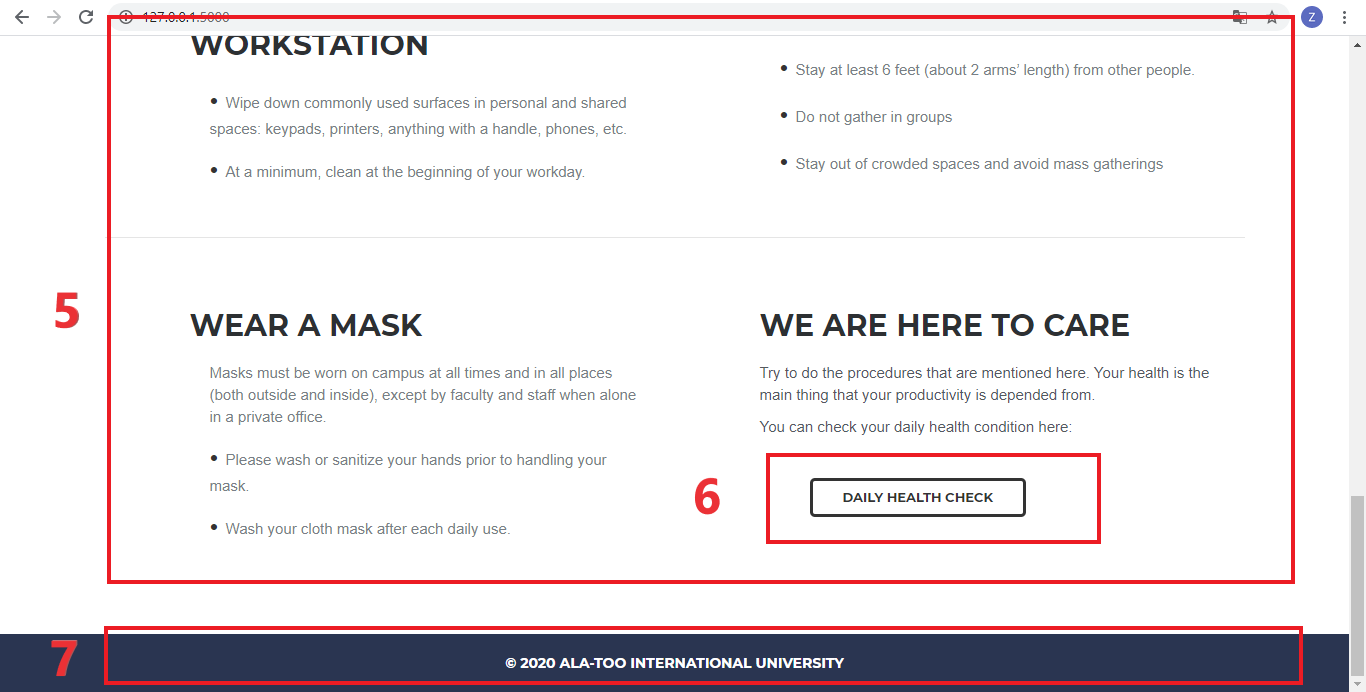 127.0.0.1:5000
Z
WORKSTATION
• Wipe down commonly used surfaces in personal and shared
spaces: keypads, printers, anything with a handle, phones, etc.
• At a minimum, clean at the beginning of your workday.
• Stay at least 6 feet (about 2 arms’ length) from other people.
• Do not gather in groups
• Stay out of crowded spaces and avoid mass gatherings
5
WEAR A MASK
Masks must be worn on campus at all times and in all places
(both outside and inside), except by faculty and staff when alone
in a private office.
• Please wash or sanitize your hands prior to handling your
mask.
• Wash your cloth mask after each daily use.
WE ARE HERE TO CARE
Try to do the procedures that are mentioned here. Your health is the
main thing that your productivity is depended from.
You can check your daily health condition here:
6
DAILY HEALTH CHECK
7
© 2020 ALA-TOO INTERNATIONAL UNIVERSITY